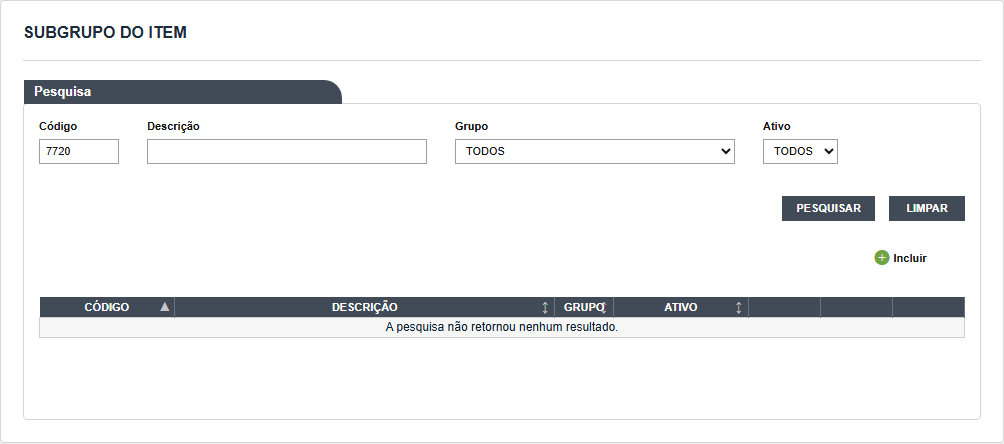 SUBGRUPO DO ITEM
Pesquisa
Código Descrição Grupo Ativo
7720 TODOS TODOS
PESQUISAR LIMPAR
Incluir
CÓDIGO DESCRIÇÃO GRUPO ATIVO
A pesquisa não retornou nenhum resultado.